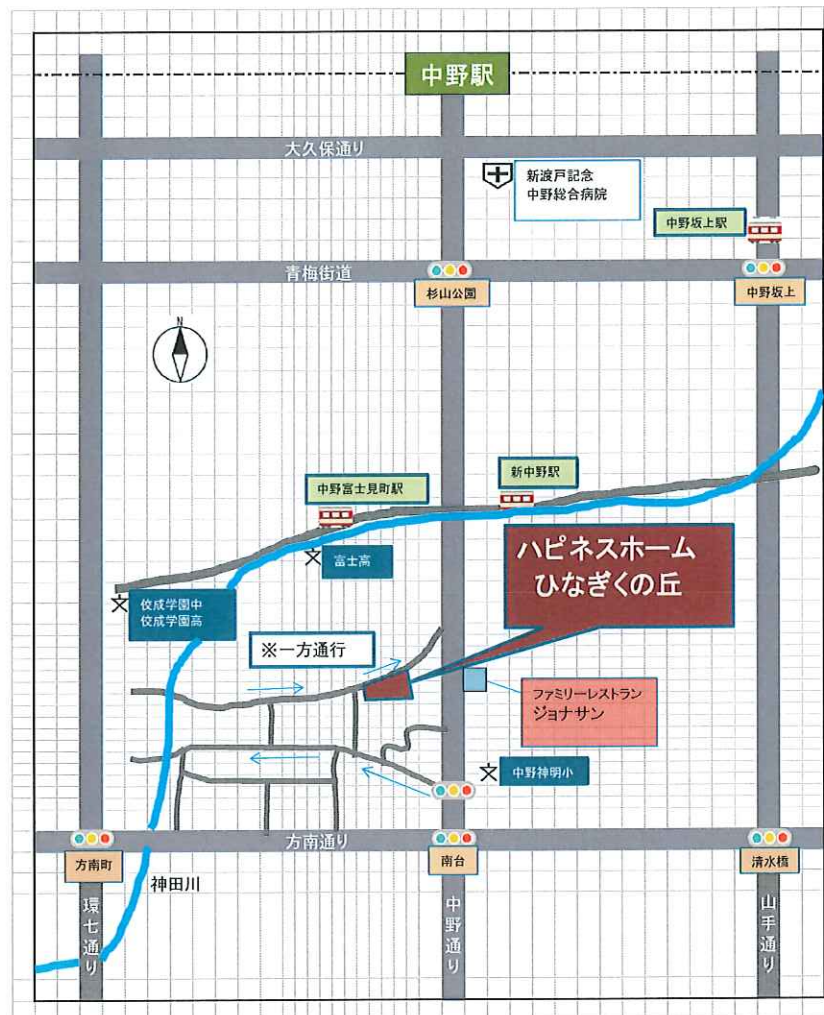 中野駅
大久保通り
新渡戸記念
中野総合病院
中野坂上駅
青梅街道
杉山公園
中野坂上
N
新中野駅
中野富士見町駅
ハピネスホーム
ひなぎくの丘
富士高
佼成学園中
佼成学園高
※一方通行
ファミリーレストラン
ジョナサン
中野神明小
方南通り
方南町
南台
清水橋
神田川
環七通り
中野通り
山手通り